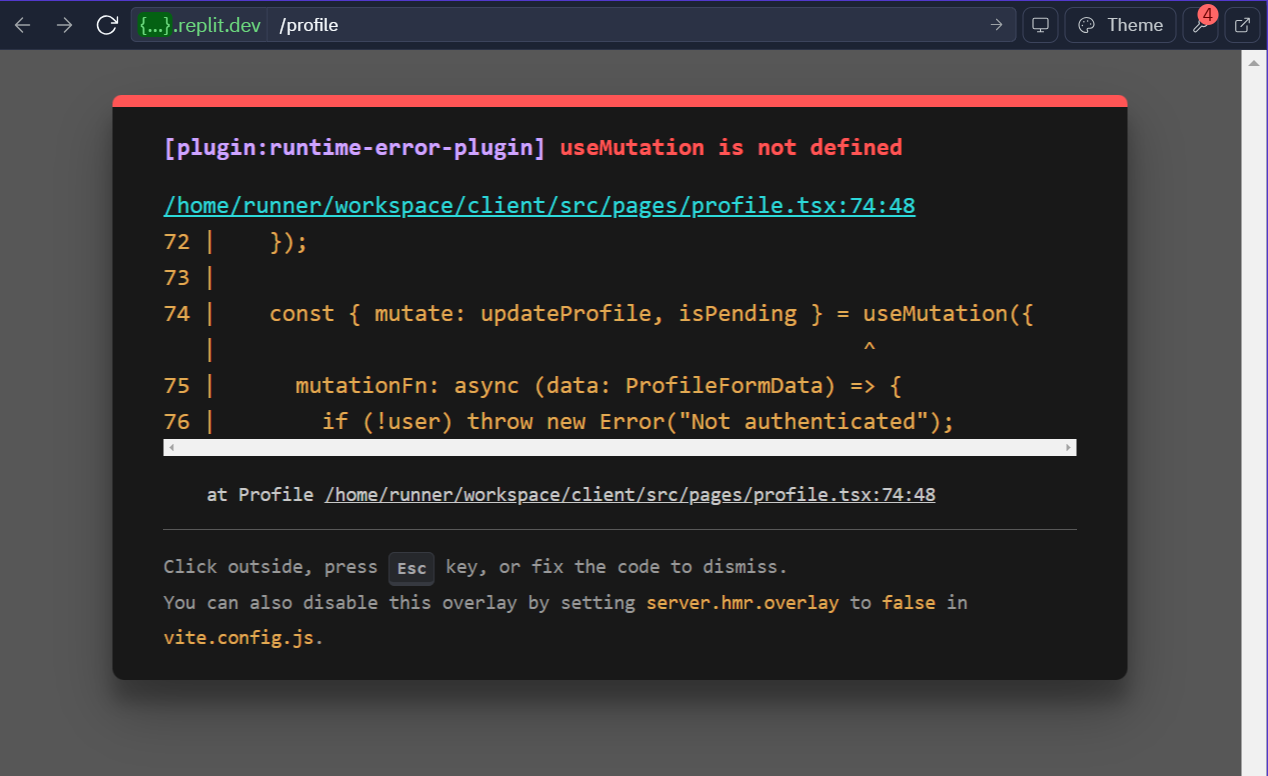 {...}.replit.dev /profile Theme 4
[plugin:runtime-error-plugin] useMutation is not defined
/home/runner/workspace/client/src/pages/profile.tsx:74:48
72 |    });
73 |
74 |    const { mutate: updateProfile, isPending } = useMutation({
   |                                                 ^
75 |      mutationFn: async (data: ProfileFormData) => {
76 |        if (!user) throw new Error("Not authenticated");
at Profile /home/runner/workspace/client/src/pages/profile.tsx:74:48
Click outside, press Esc key, or fix the code to dismiss.
You can also disable this overlay by setting server.hmr.overlay to false in
vite.config.js.